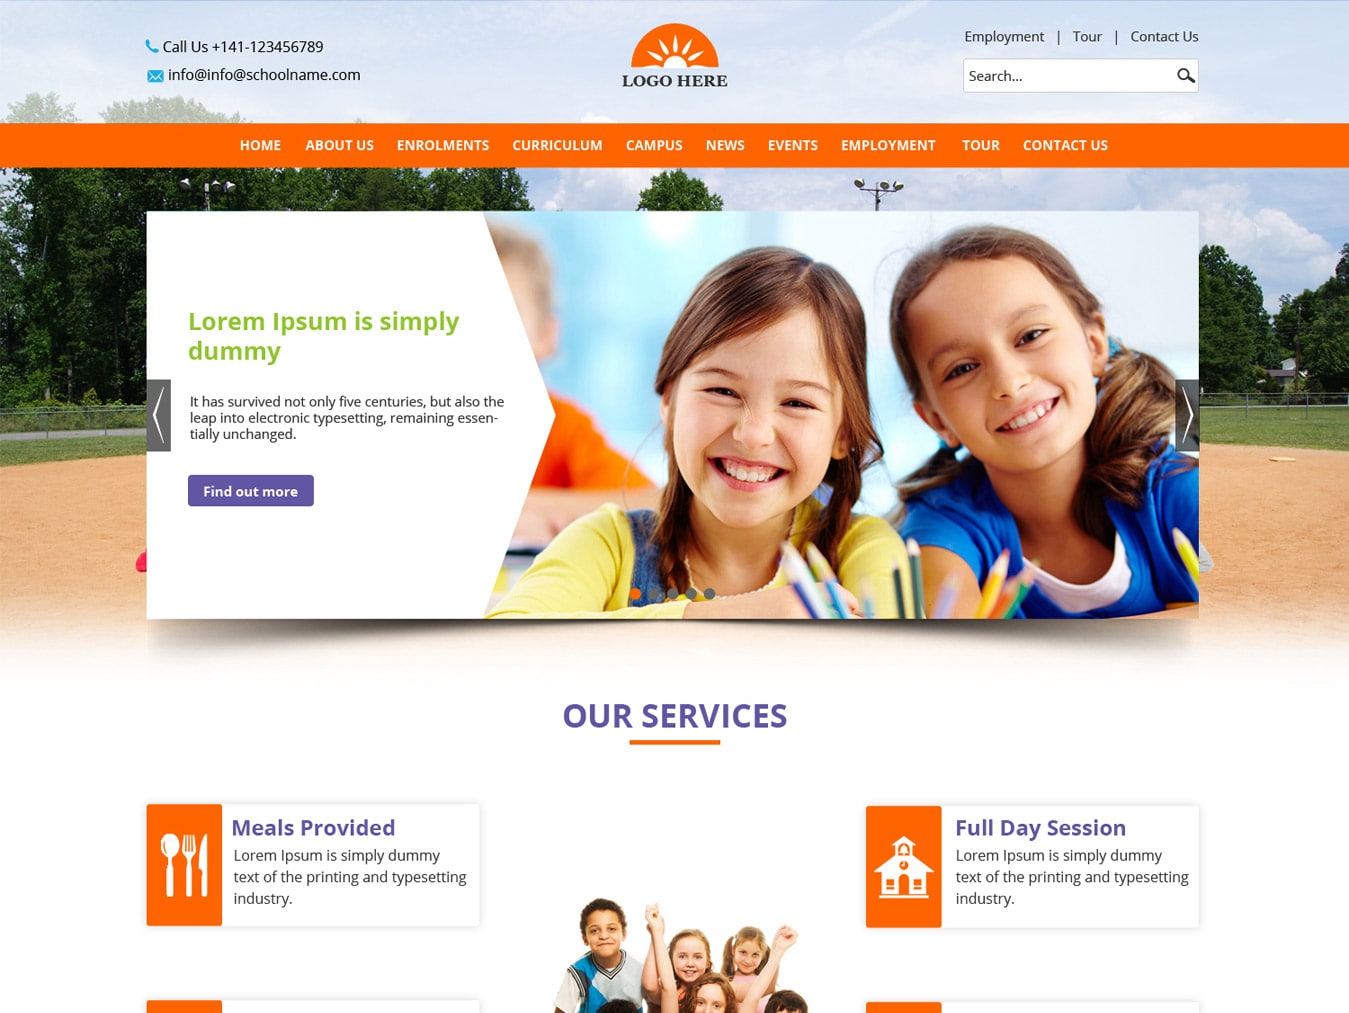 Call Us +141-123456789
info@info@schoolname.com
LOGO HERE
Employment | Tour | Contact Us
Search...
HOME ABOUT US ENROLMENTS CURRICULUM CAMPUS NEWS EVENTS EMPLOYMENT TOUR CONTACT US
Lorem Ipsum is simply
dummy
It has survived not only five centuries, but also the
leap into electronic typesetting, remaining essen-
tially unchanged.
Find out more
OUR SERVICES
Meals Provided
Lorem Ipsum is simply dummy
text of the printing and typesetting
industry.
Full Day Session
Lorem Ipsum is simply dummy
text of the printing and typesetting
industry.